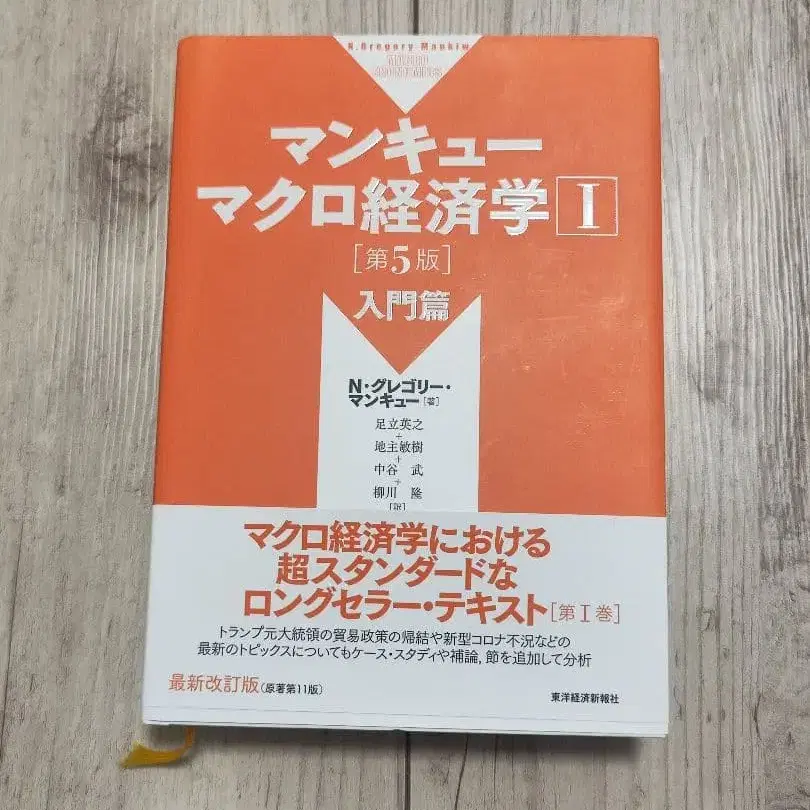 N.Gregory Mankiw
MACRO
ECONOMICS
マンキュー
マクロ経済学 I
[第5版]
入門篇
N・グレゴリー・
マンキュー[著]
足立英之
+
地主敏樹
+
中谷 武
+
柳川 隆
[訳]
マクロ経済学における
超スタンダードな
ロングセラー・テキスト[第I巻]
トランプ元大統領の貿易政策の帰結や新型コロナ不況などの
最新のトピックスについてもケース・スタディや補論,節を追加して分析
最新改訂版(原著第11版)
東洋経済新報社